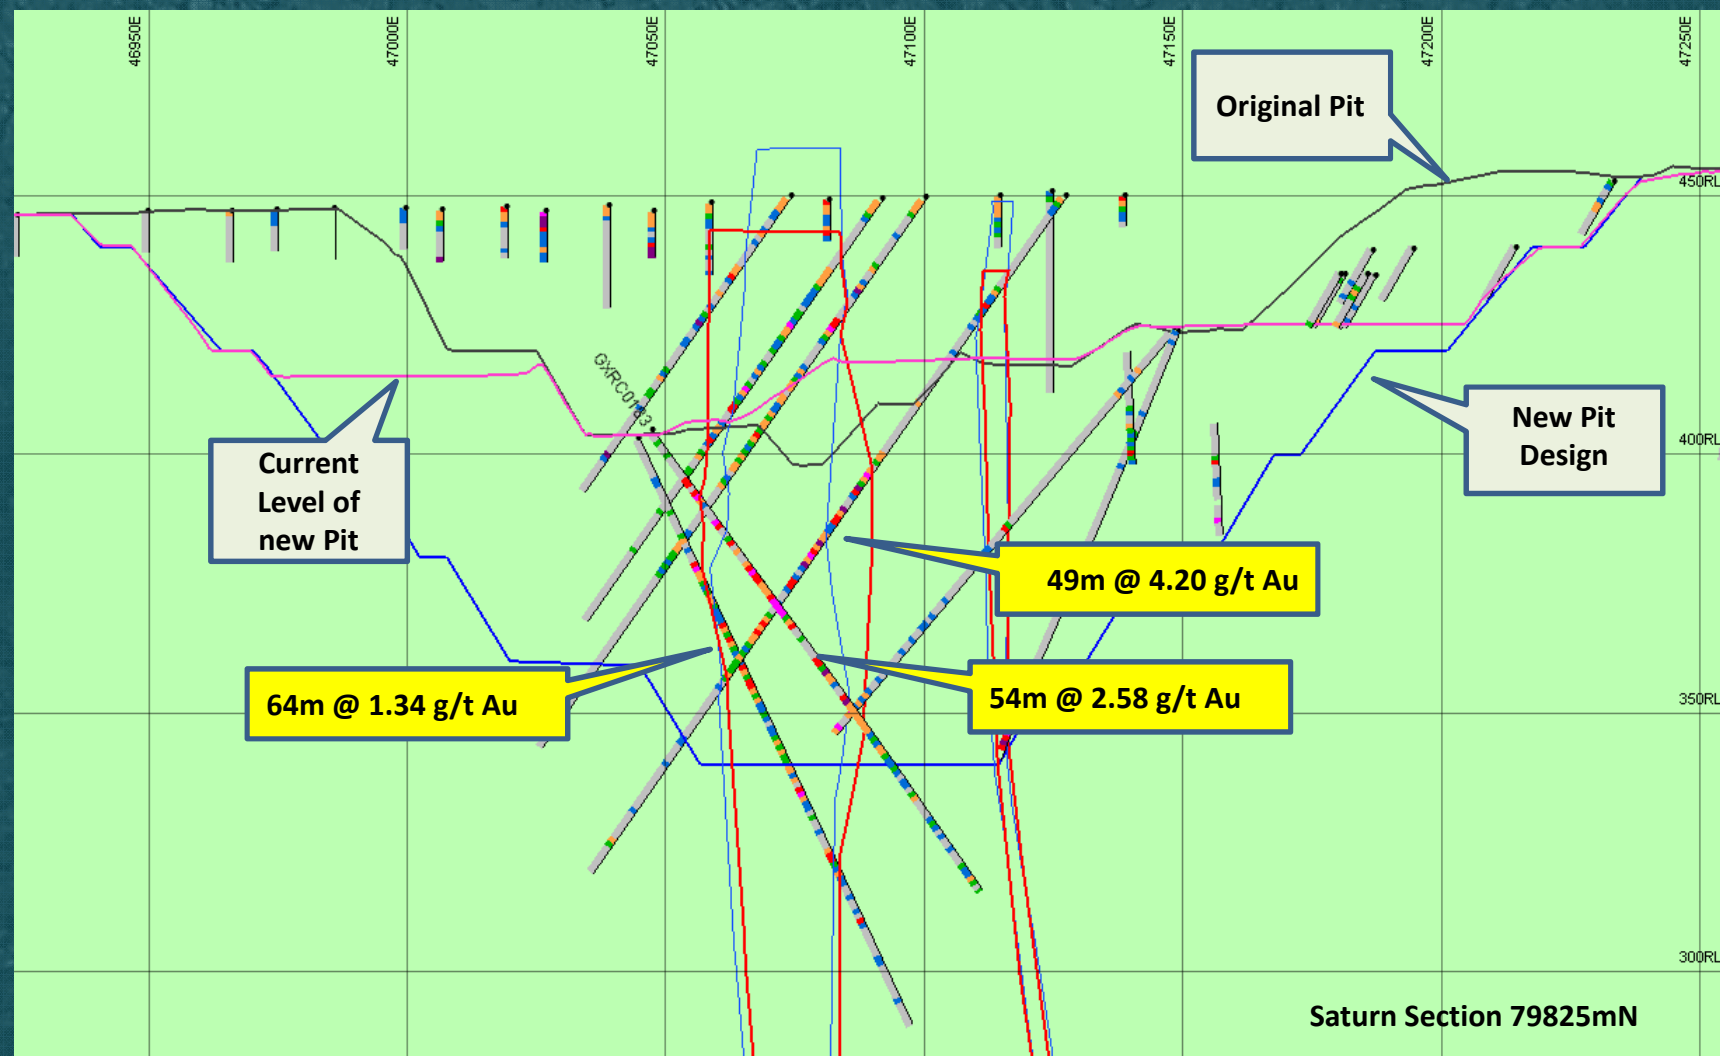 46950E
47000E
47050E
47100E
47150E
47200E
47250E
Original Pit
450RL
GXRC0183
New Pit
Design
400RL
Current
Level of
new Pit
49m @ 4.20 g/t Au
64m @ 1.34 g/t Au
54m @ 2.58 g/t Au
350RL
300RL
Saturn Section 79825mN